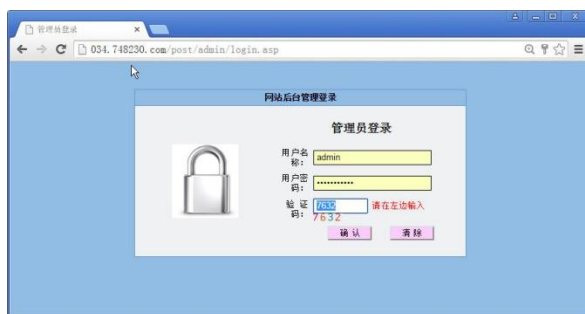 管理员登录
034.748230.com/post/admin/login.asp
网站后台管理登录
管理员登录
用户名称：
admin
用户密码：
•••••••••••
验证码：
7632
请在左边输入
7632
确 认
清 除